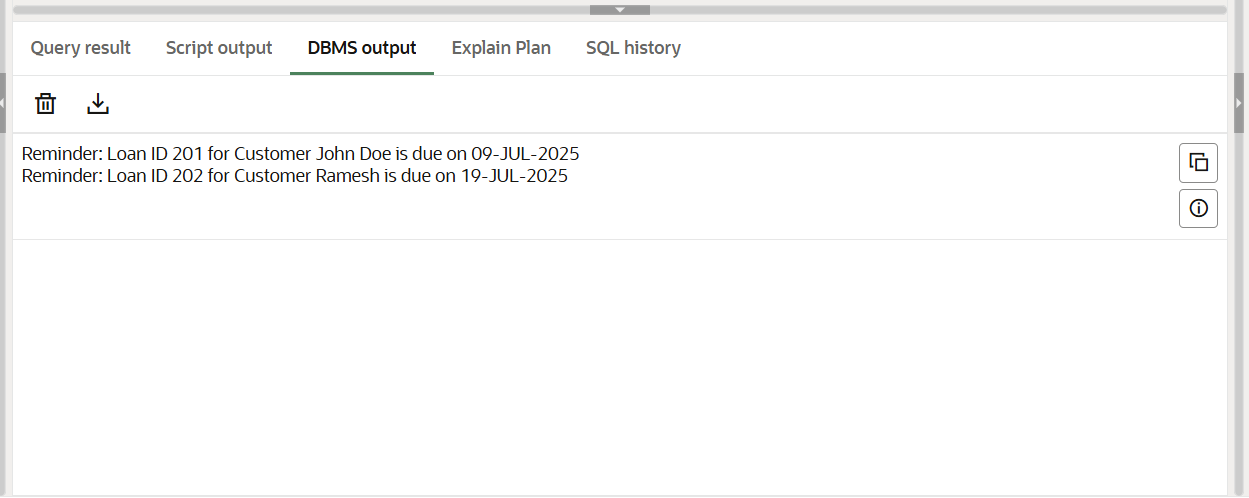 Query result Script output DBMS output Explain Plan SQL history
Reminder: Loan ID 201 for Customer John Doe is due on 09-JUL-2025
Reminder: Loan ID 202 for Customer Ramesh is due on 19-JUL-2025